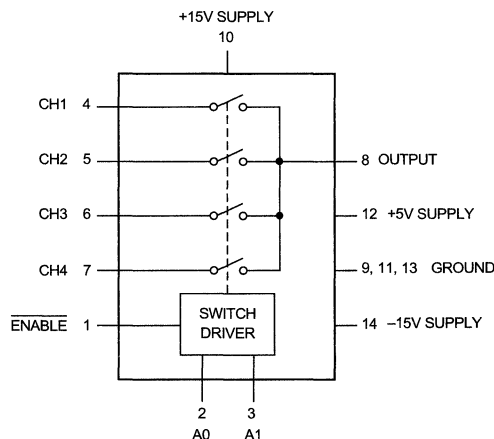 +15V SUPPLY
10
CH1 4
CH2 5
8 OUTPUT
CH3 6
12 +5V SUPPLY
CH4 7
9, 11, 13 GROUND
ENABLE 1
SWITCH
DRIVER
14 –15V SUPPLY
2 3
A0 A1